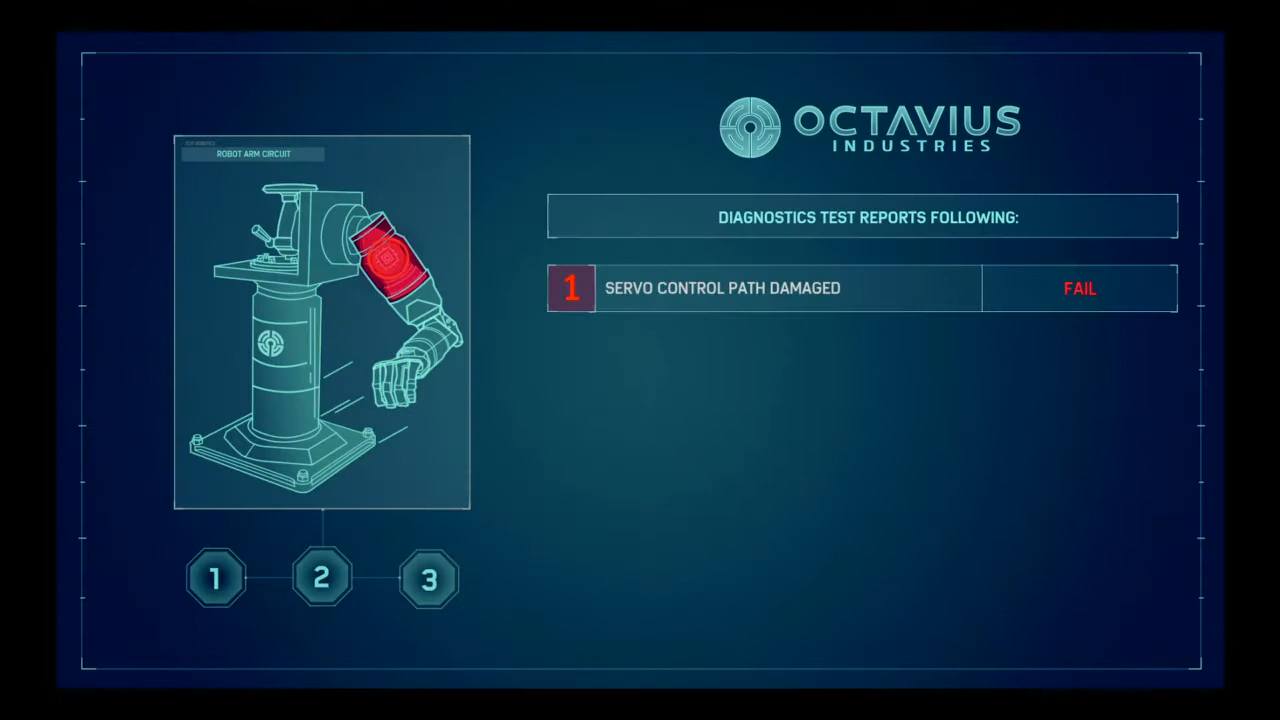 OCTAVIUS
INDUSTRIES
ROBOT ARM CIRCUIT
DIAGNOSTICS TEST REPORTS FOLLOWING:
1 SERVO CONTROL PATH DAMAGED FAIL
1 2 3